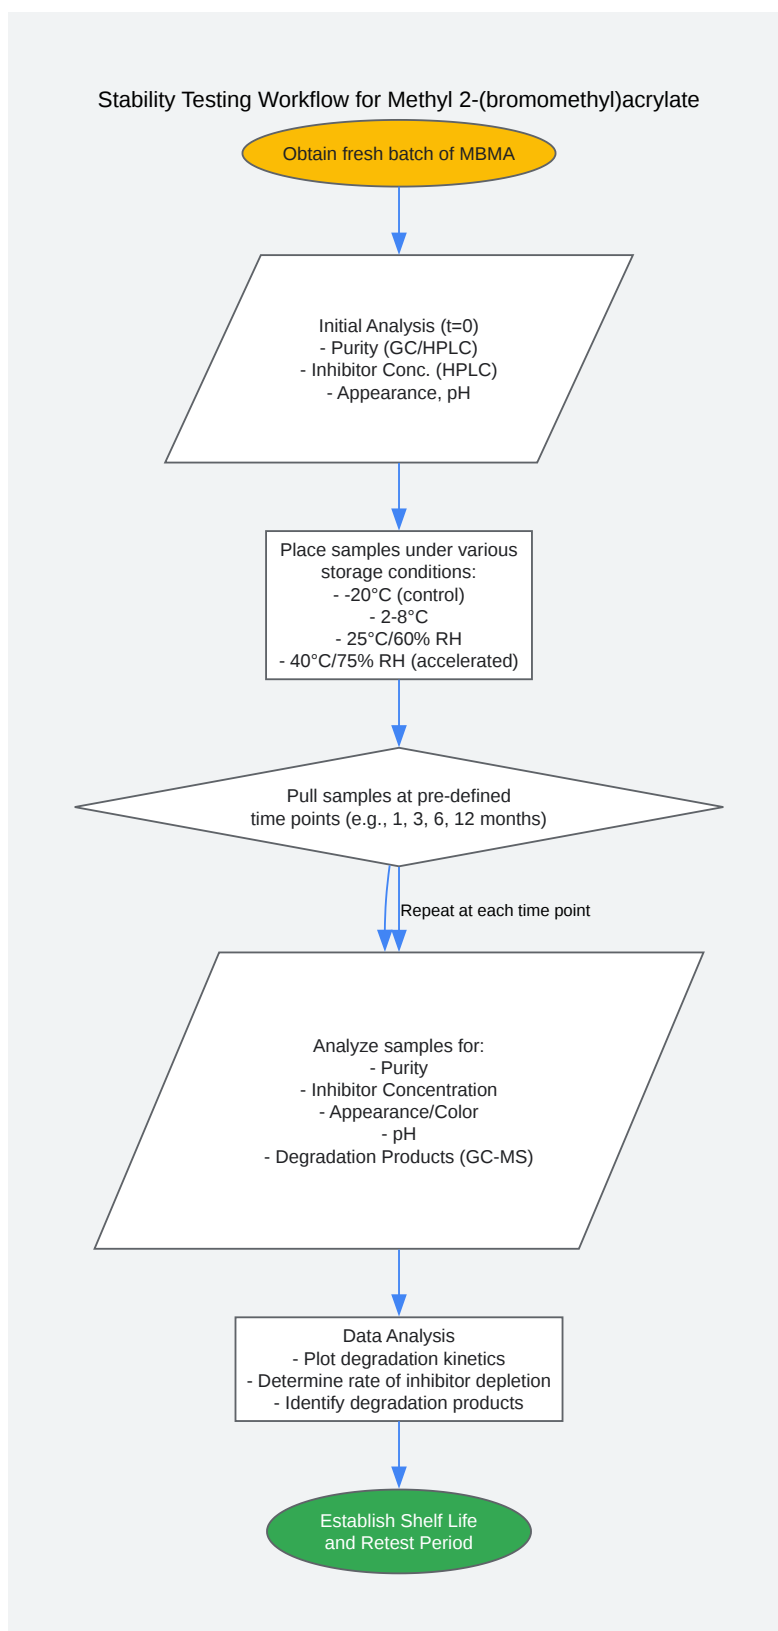 Stability Testing Workflow for Methyl 2-(bromomethyl)acrylate
Obtain fresh batch of MBMA
Initial Analysis (t=0)
- Purity (GC/HPLC)
- Inhibitor Conc. (HPLC)
- Appearance, pH
Place samples under various
storage conditions:
- -20°C (control)
- 2-8°C
- 25°C/60% RH
- 40°C/75% RH (accelerated)
Pull samples at pre-defined
time points (e.g., 1, 3, 6, 12 months)
Repeat at each time point
Analyze samples for:
- Purity
- Inhibitor Concentration
- Appearance/Color
- pH
- Degradation Products (GC-MS)
Data Analysis
- Plot degradation kinetics
- Determine rate of inhibitor depletion
- Identify degradation products
Establish Shelf Life
and Retest Period